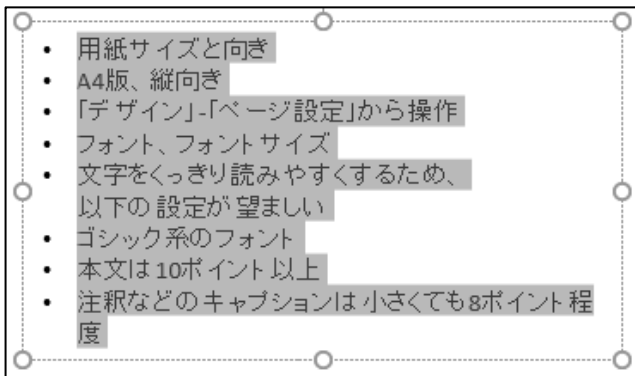 • 用紙サイズと向き
• A4版、縦向き
• 「デザイン」-「ページ設定」から操作
• フォント、フォントサイズ
• 文字をくっきり読みやすくするため、
以下の設定が望ましい
• ゴシック系のフォント
• 本文は10ポイント以上
• 注釈などのキャプションは小さくても8ポイント程
度